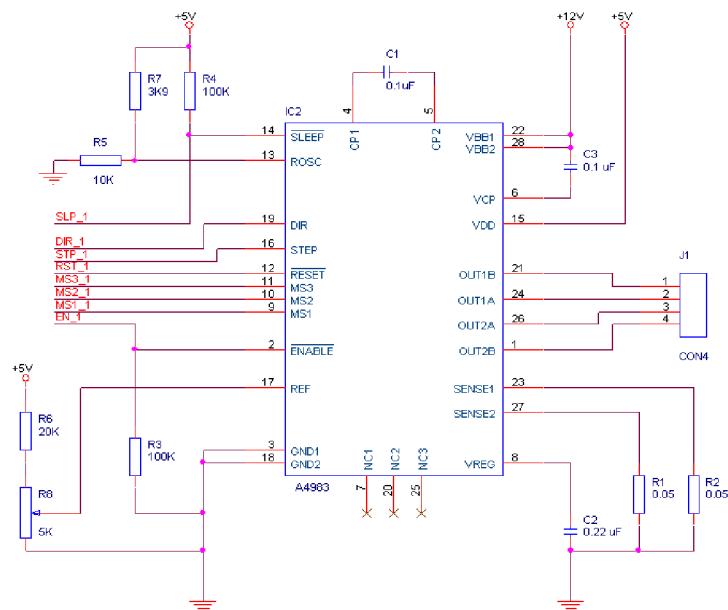 +5V
+12V
+5V
R7
3K9
R4
100K
C1
0.1uF
IC2
4
5
CP1
CP2
14
SLEEP
13
ROSC
R5
10K
SLP_1
DIR_1
STP_1
RST_1
MS3_1
MS2_1
MS1_1
EN_1
19
DIR
16
STEP
12
RESET
11
MS3
10
MS2
9
MS1
2
ENABLE
17
REF
3
GND1
18
GND2
VBB1
22
VBB2
28
C3
0.1 uF
VCP
6
VDD
15
OUT1B
21
OUT1A
24
OUT2A
26
OUT2B
1
J1
1
2
3
4
CON4
SENSE1
23
SENSE2
27
VREG
8
+5V
R6
20K
R8
5K
R3
100K
A4983
NC1
NC2
NC3
7
20
25
C2
0.22 uF
R1
0.05
R2
0.05